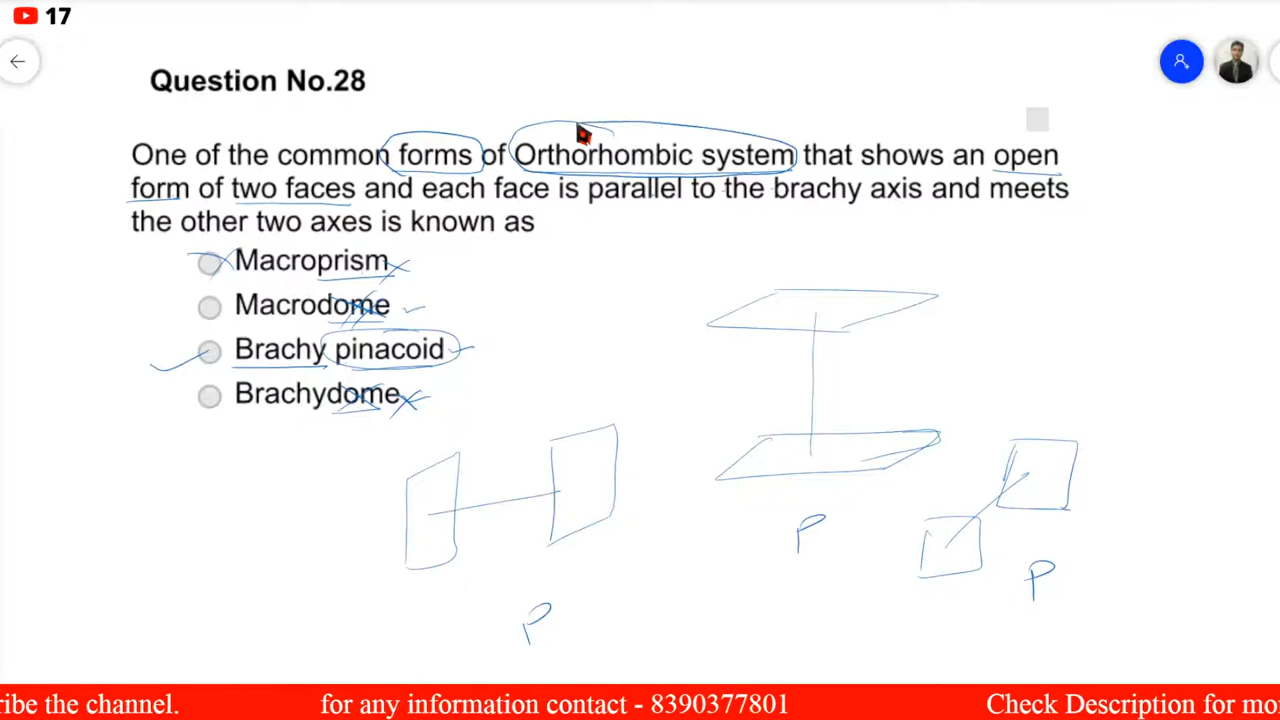 17
Question No.28
One of the common forms of Orthorhombic system that shows an open
form of two faces and each face is parallel to the brachy axis and meets
the other two axes is known as
Macroprism
Macrodome
Brachy pinacoid
Brachydome
P
P
P
ribe the channel. for any information contact - 8390377801 Check Description for mo